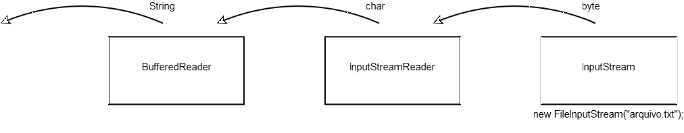 String
char
byte
BufferedReader
InputStreamReader
InputStream
new FileInputStream("arquivo.txt");